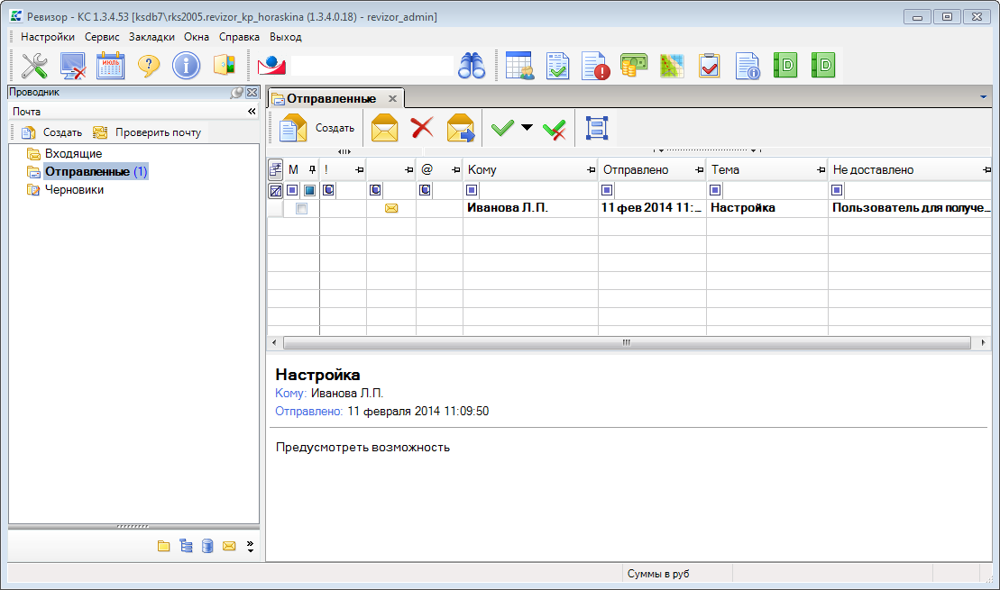 Ревизор - КС 1.3.4.53 [ksdb7\rks2005.revizor_kp_horaskina (1.3.4.0.18) - revizor_admin]
Настройки Сервис Закладки Окна Справка Выход
ИЮЛЬ
D D
Проводник
Отправленные
Почта
Создать Проверить почту
Создать
Входящие
Отправленные (1)
Черновики
М ! @ Кому Отправлено Тема Не доставлено
Иванова Л.П. 11 фев 2014 11:... Настройка Пользователь для получе...
Настройка
Кому: Иванова Л.П.
Отправлено: 11 февраля 2014 11:09:50
Предусмотреть возможность
Суммы в руб